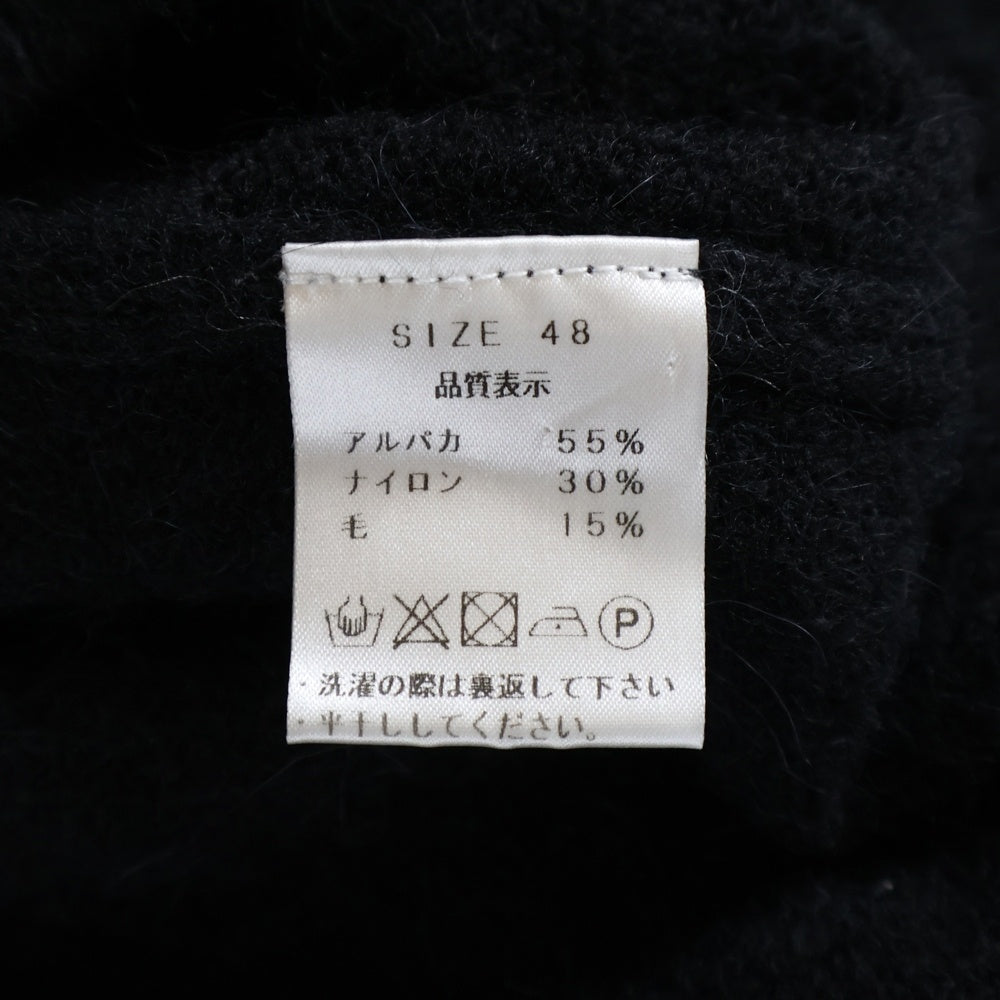 SIZE 48
品質表示
アルパカ 55%
ナイロン 30%
毛 15%
P
・洗濯の際は裏返して下さい
・平干ししてください。